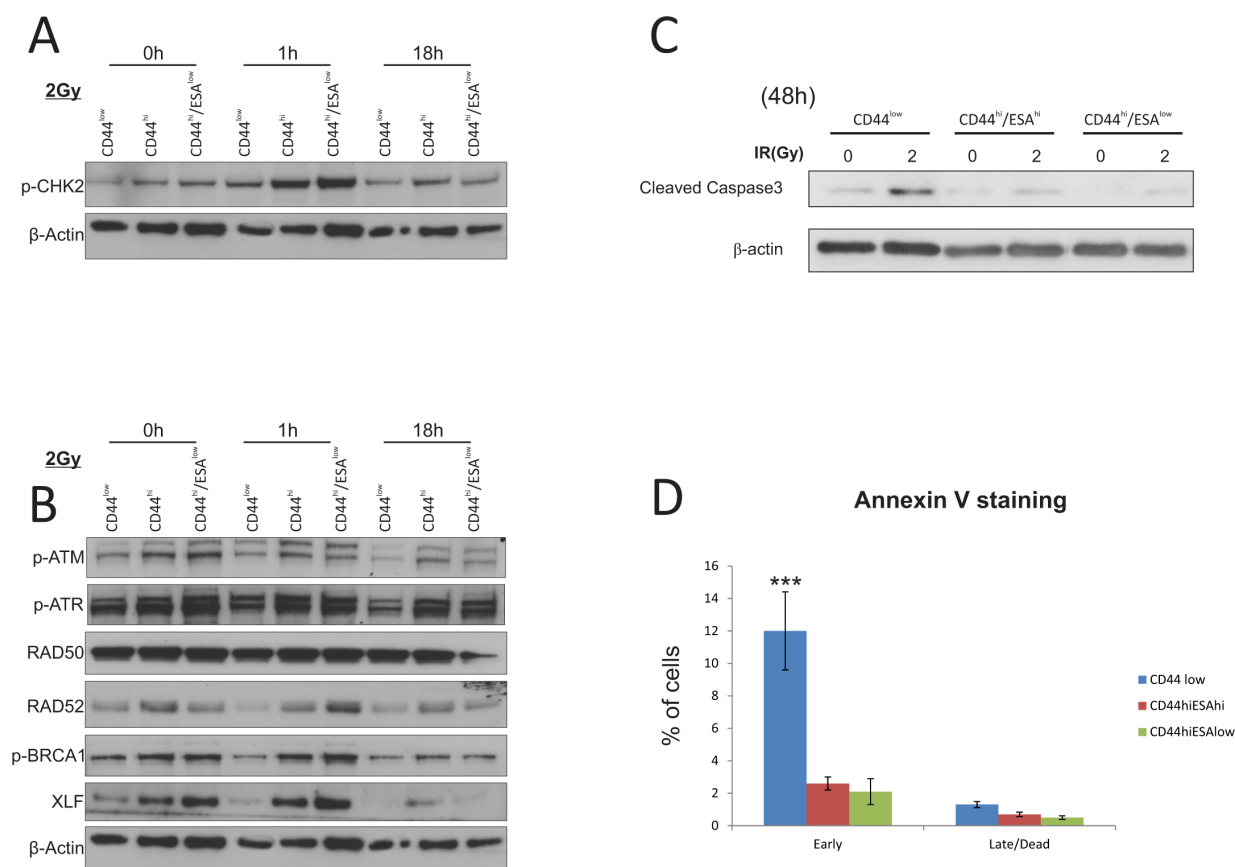 A
0h 1h 18h
2Gy
CD44low CD44hi CD44hi/ESAlow CD44low CD44hi CD44hi/ESAlow CD44low CD44hi CD44hi/ESAlow
p-CHK2
β-Actin
C
(48h)
CD44low CD44hi/ESAhi CD44hi/ESAlow
IR(Gy) 0 2 0 2 0 2
Cleaved Caspase3
β-actin
B
0h 1h 18h
2Gy
CD44low CD44hi CD44hi/ESAlow CD44low CD44hi CD44hi/ESAlow CD44low CD44hi CD44hi/ESAlow
p-ATM
p-ATR
RAD50
RAD52
p-BRCA1
XLF
β-Actin
D
Annexin V staining
% of cells
16
14
12
10
8
6
4
2
0
***
Early Late/Dead
CD44 low
CD44hiESAhi
CD44hiESAlow